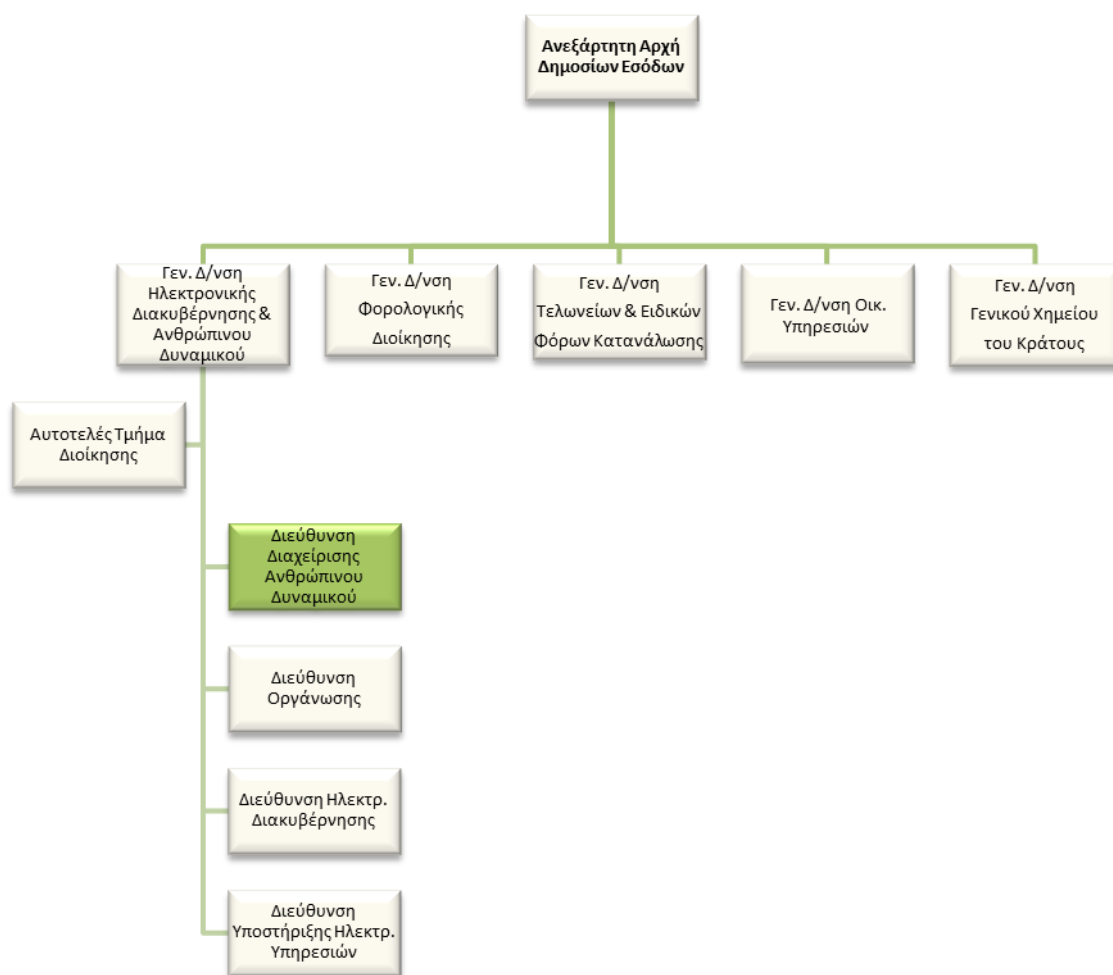 Ανεξάρτητη Αρχή
Δημοσίων Εσόδων
Γεν. Δ/νση
Ηλεκτρονικής
Διακυβέρνησης &
Ανθρώπινου
Δυναμικού
Γεν. Δ/νση
Φορολογικής
Διοίκησης
Γεν. Δ/νση
Τελωνείων & Ειδικών
Φόρων Κατανάλωσης
Γεν. Δ/νση Οικ.
Υπηρεσιών
Γεν. Δ/νση
Γενικού Χημείου
του Κράτους
Αυτοτελές Τμήμα
Διοίκησης
Διεύθυνση
Διαχείρισης
Ανθρώπινου
Δυναμικού
Διεύθυνση
Οργάνωσης
Διεύθυνση Ηλεκτρ.
Διακυβέρνησης
Διεύθυνση
Υποστήριξης Ηλεκτρ.
Υπηρεσιών